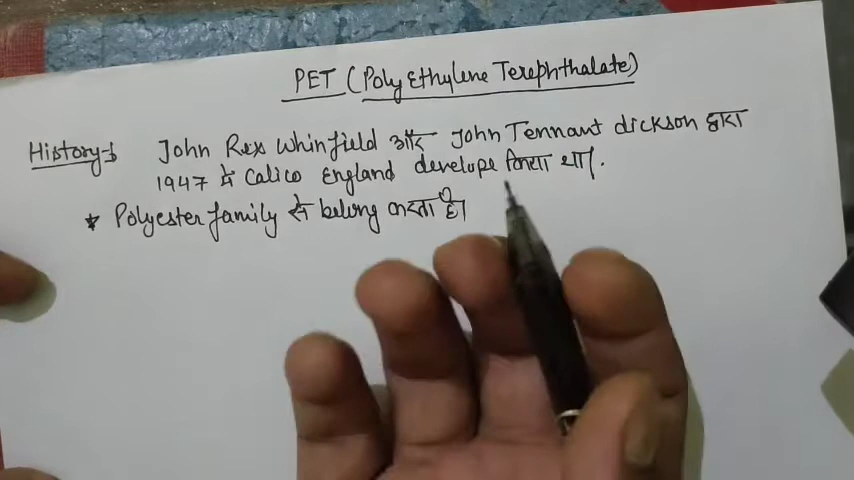 PET (Poly Ethylene Terephthalate)
History-> John Rex Whinfield और John Tennant dickson द्वारा
1947 में Calico England develope किया था।
* Polyester family से belong करता है।